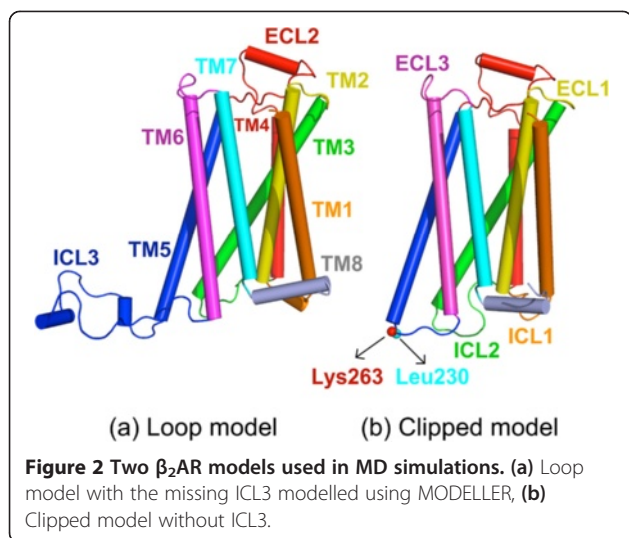 ECL2
TM7
TM2
TM4
TM6
TM3
TM1
ICL3
TM5
TM8
ECL3
ECL1
ICL2
ICL1
Lys263 Leu230
(a) Loop model (b) Clipped model
Figure 2 Two β₂AR models used in MD simulations. (a) Loop
model with the missing ICL3 modelled using MODELLER, (b)
Clipped model without ICL3.